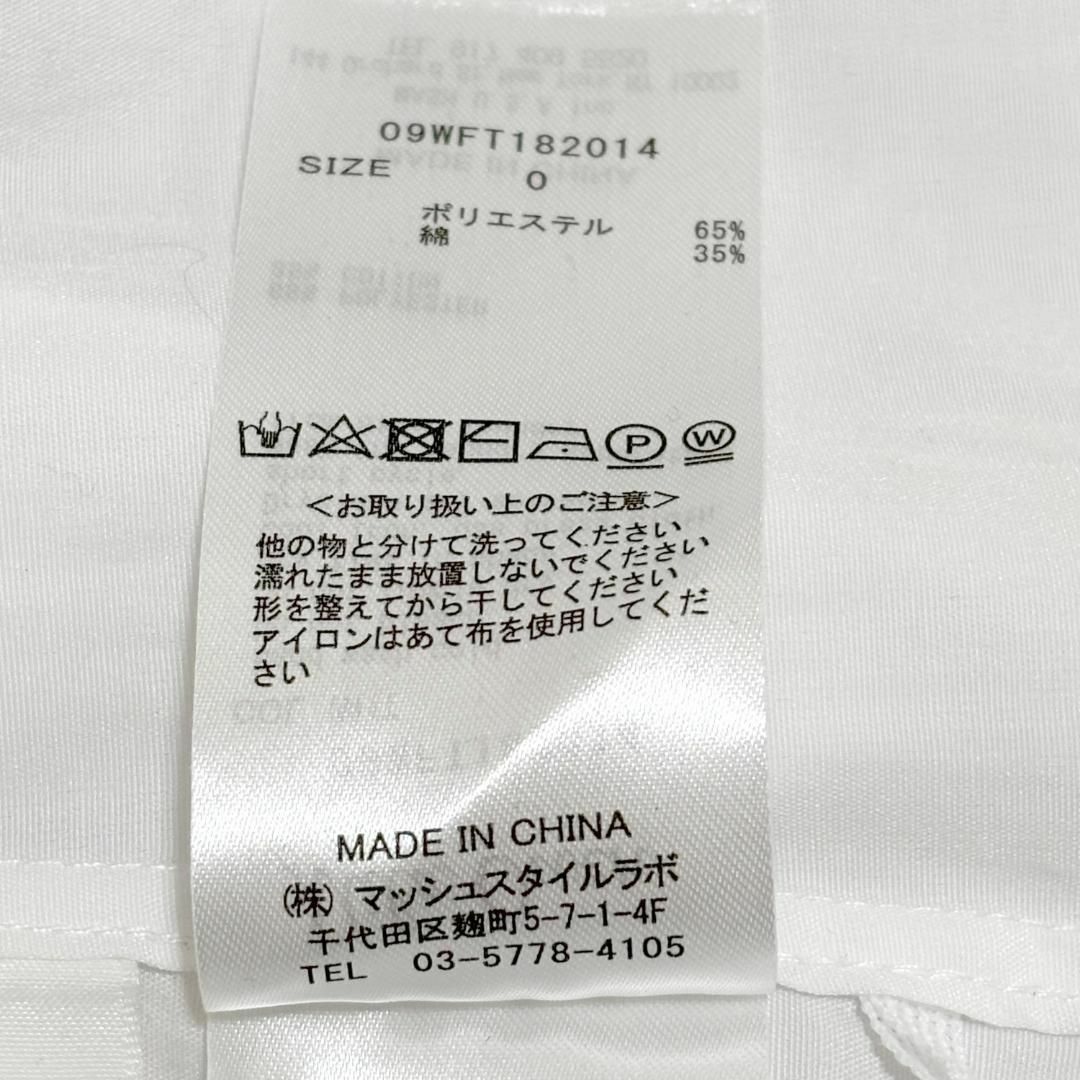 09WFT182014
SIZE 0
ポリエステル 65%
綿 35%
P W
<お取り扱い上のご注意>
他の物と分けて洗ってください
濡れたまま放置しないでください
形を整えてから干してください
アイロンはあて布を使用してくだ
さい
MADE IN CHINA
(株) マッシュスタイルラボ
千代田区麹町5-7-1-4F
TEL 03-5778-4105